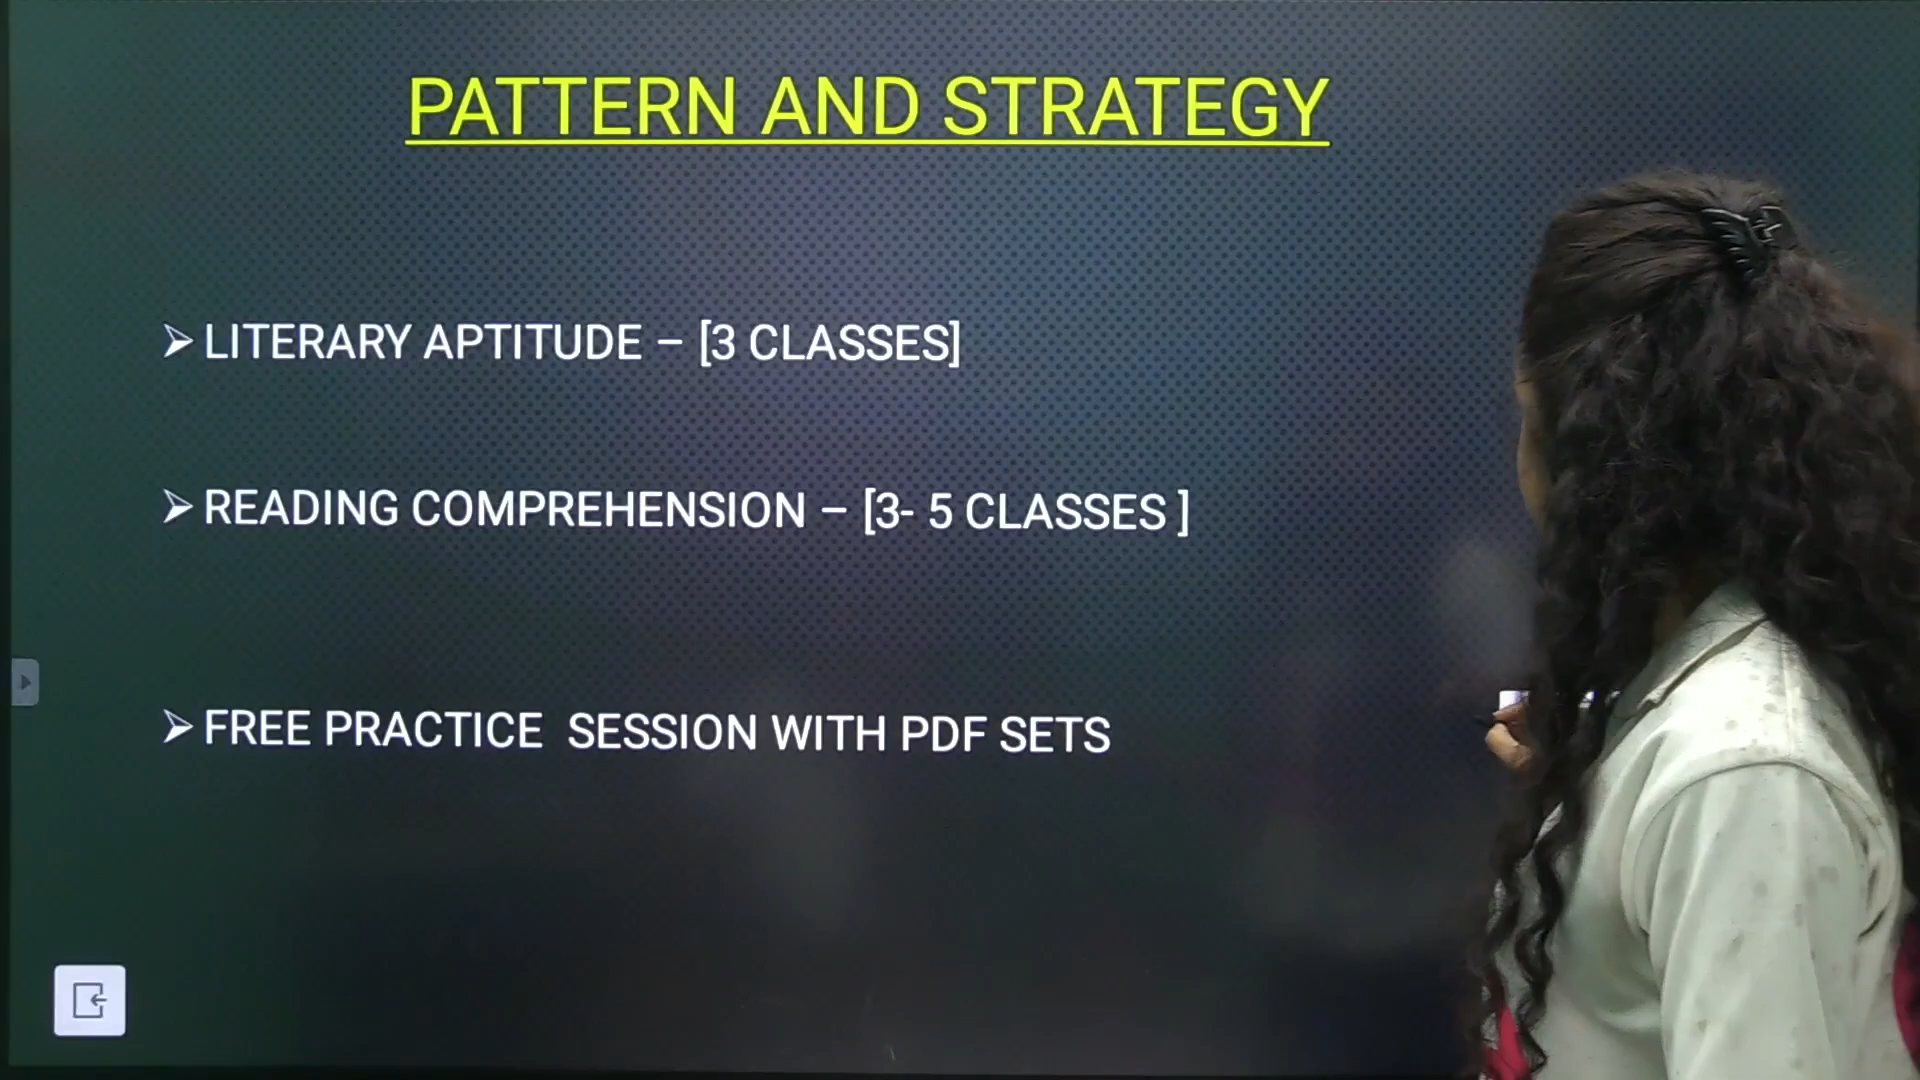 PATTERN AND STRATEGY
➢ LITERARY APTITUDE – [3 CLASSES]
➢ READING COMPREHENSION – [3- 5 CLASSES ]
➢ FREE PRACTICE SESSION WITH PDF SETS